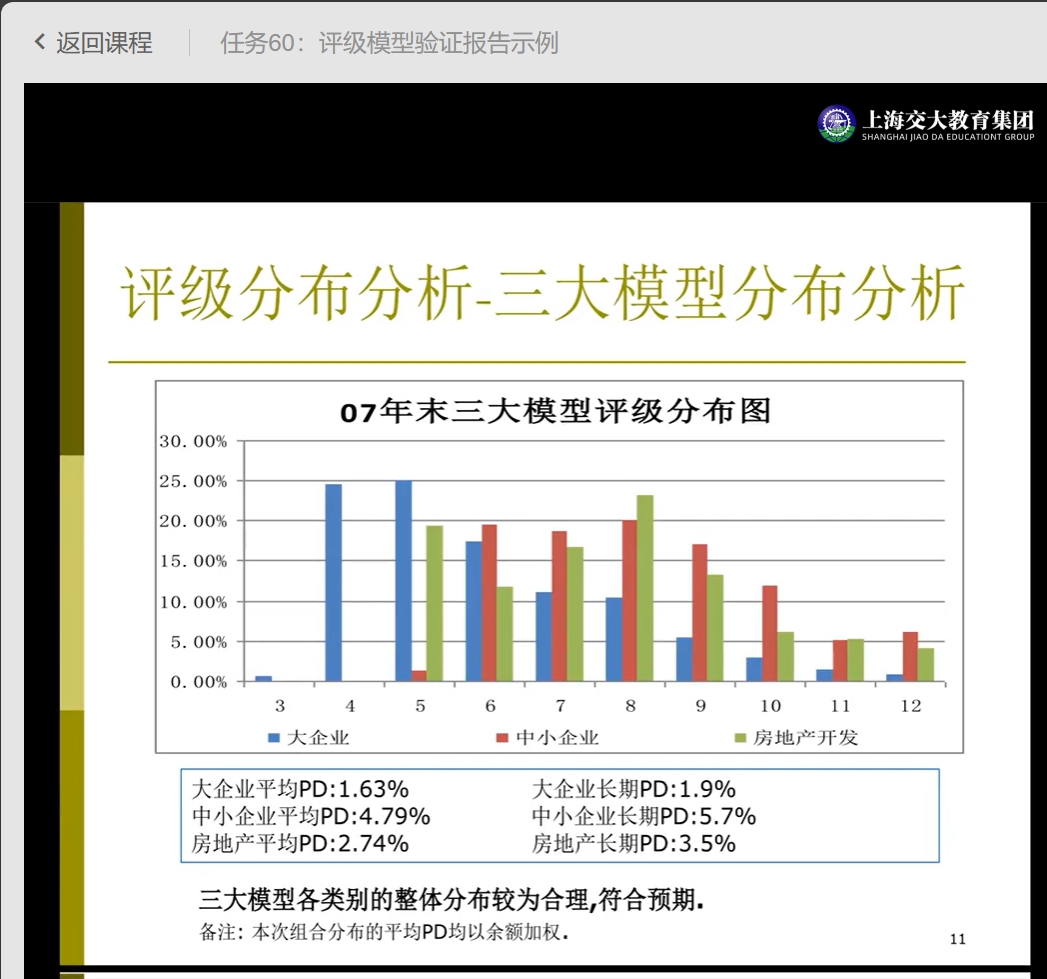 返回课程
任务60：评级模型验证报告示例
上海交大教育集团
SHANGHAI JIAO DA EDUCATIONT GROUP
评级分布分析-三大模型分布分析
07年末三大模型评级分布图
30.00%
25.00%
20.00%
15.00%
10.00%
5.00%
0.00%
3 4 5 6 7 8 9 10 11 12
大企业 中小企业 房地产开发
大企业平均PD:1.63% 大企业长期PD:1.9%
中小企业平均PD:4.79% 中小企业长期PD:5.7%
房地产平均PD:2.74% 房地产长期PD:3.5%
三大模型各类别的整体分布较为合理,符合预期.
备注: 本次组合分布的平均PD均以余额加权.
11